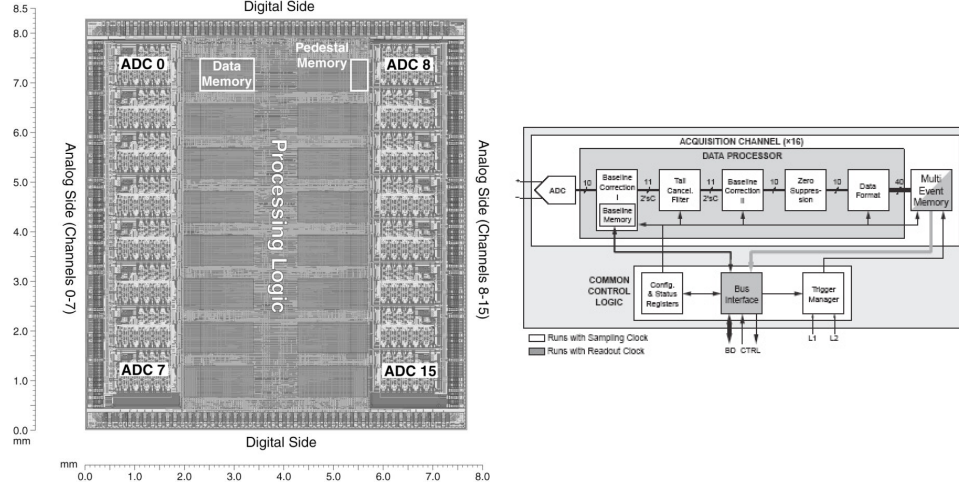 Digital Side
8.5
8.0
7.0
6.0
5.0
4.0
3.0
2.0
1.0
0.0
mm
Analog Side (Channels 0-7)
ADC 0
Data
Memory
Pedestal
Memory
ADC 8
Processing Logic
ADC 7
ADC 15
Analog Side (Channels 8-15)
Digital Side
mm
0.0 1.0 2.0 3.0 4.0 5.0 6.0 7.0 8.0
ACQUISITION CHANNEL (×16)
DATA PROCESSOR
ADC
10
Baseline
Correction
I
Baseline
Memory
11
2'sC
Tail
Cancel.
Filter
11
2'sC
Baseline
Correction
II
10
Zero
Suppres-
sion
10
Data
Format
40
Multi
Event
Memory
COMMON
CONTROL
LOGIC
Config.
& Status
Registers
Bus
Interface
Trigger
Manager
BD CTRL
L1 L2
Runs with Sampling Clock
Runs with Readout Clock